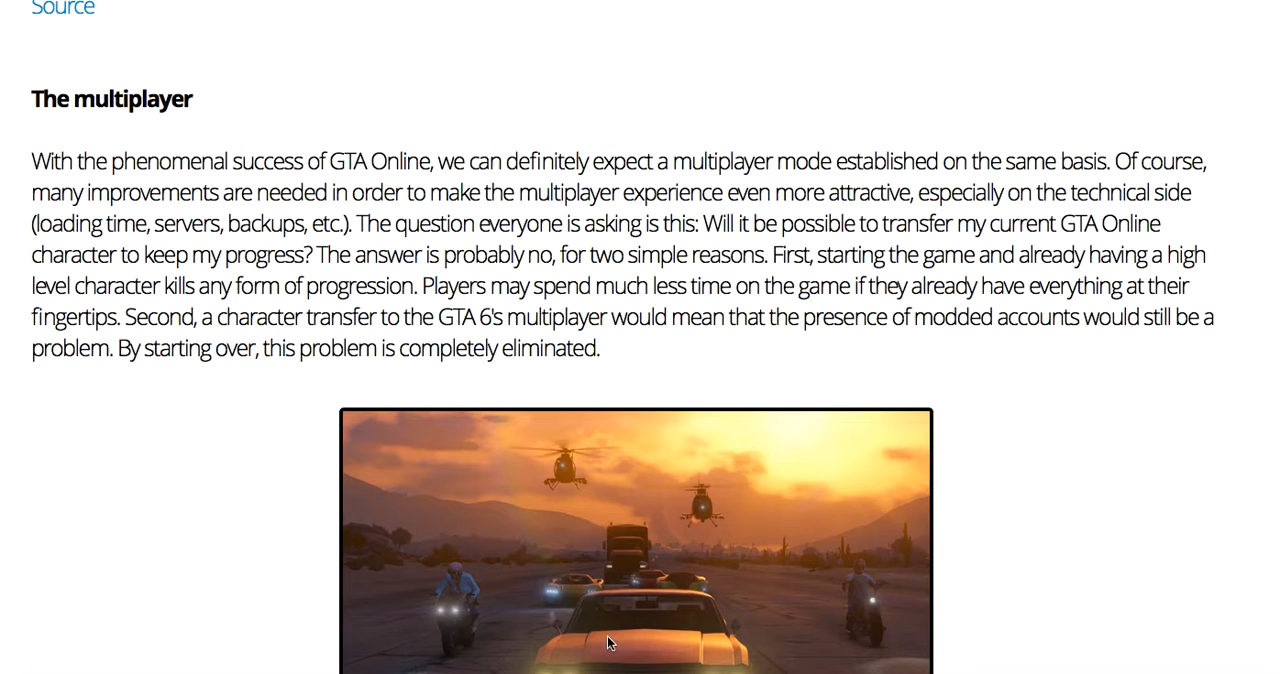 Source
The multiplayer
With the phenomenal success of GTA Online, we can definitely expect a multiplayer mode established on the same basis. Of course,
many improvements are needed in order to make the multiplayer experience even more attractive, especially on the technical side
(loading time, servers, backups, etc.). The question everyone is asking is this: Will it be possible to transfer my current GTA Online
character to keep my progress? The answer is probably no, for two simple reasons. First, starting the game and already having a high
level character kills any form of progression. Players may spend much less time on the game if they already have everything at their
fingertips. Second, a character transfer to the GTA 6's multiplayer would mean that the presence of modded accounts would still be a
problem. By starting over, this problem is completely eliminated.